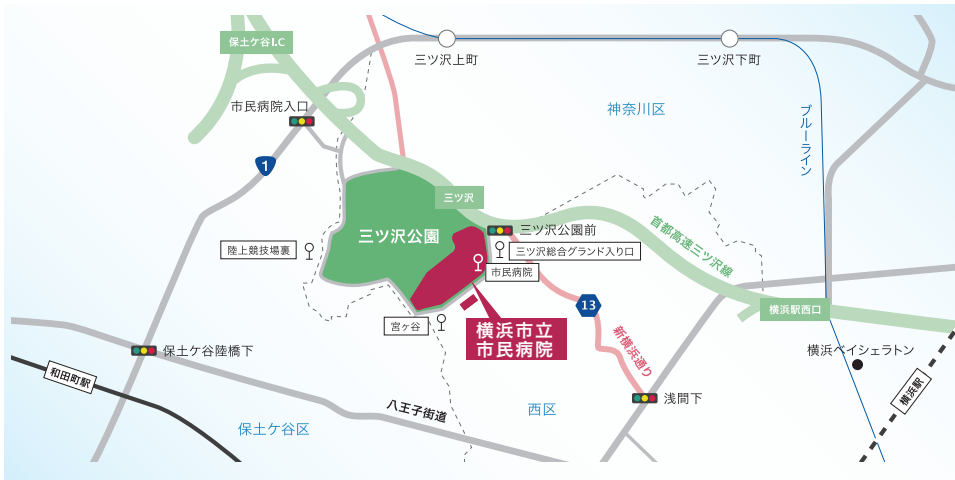 保土ケ谷I.C
三ツ沢上町
三ツ沢下町
市民病院入口
神奈川区
ブルーライン
1
三ツ沢
三ツ沢公園
三ツ沢公園前
首都高速三ツ沢線
陸上競技場裏
三ツ沢総合グランド入り口
市民病院
13
横浜駅西口
宮ヶ谷
横浜市立
市民病院
新横浜通り
保土ケ谷陸橋下
横浜ベイシェラトン
和田町駅
横浜駅
浅間下
八王子街道
西区
保土ケ谷区